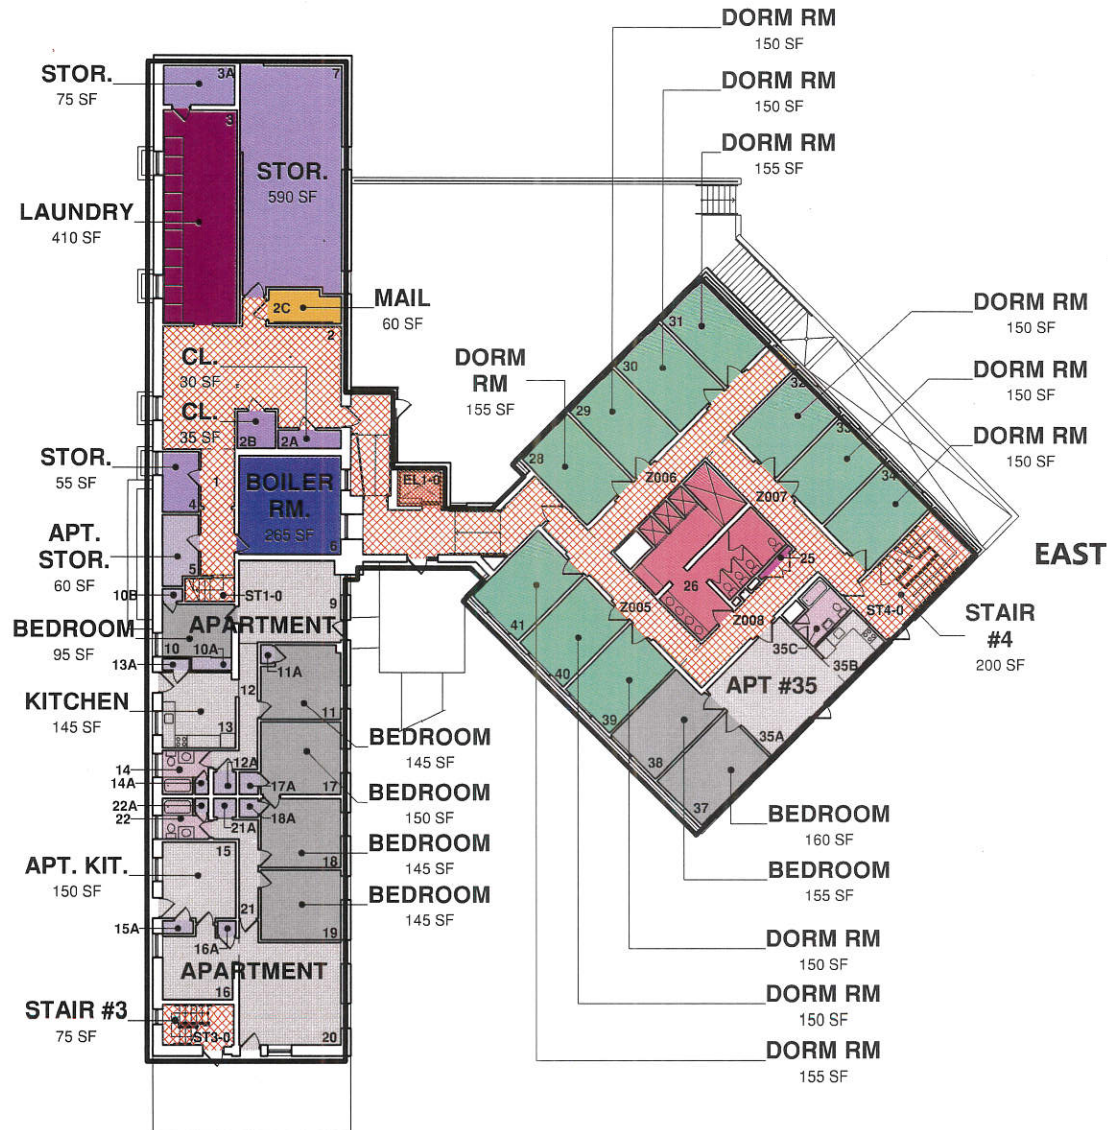 DORM RM
150 SF
DORM RM
150 SF
DORM RM
155 SF
STOR.
75 SF
3A
7
3
STOR.
590 SF
LAUNDRY
410 SF
MAIL
60 SF
2C
2
CL.
30 SF
CL.
35 SF
2B
2A
DORM
RM
155 SF
31
30
29
28
DORM RM
150 SF
DORM RM
150 SF
DORM RM
150 SF
32
33
34
STOR.
55 SF
1
4
BOILER
RM.
265 SF
6
EL1-0
Z006
Z007
APT.
STOR.
60 SF
5
10B
ST1-0
9
25
26
Z005
Z008
ST4-0
EAST
STAIR
#4
200 SF
BEDROOM
95 SF
APARTMENT
10
10A
13A
11A
12
11
41
40
39
38
37
35C
35B
APT #35
35A
KITCHEN
145 SF
13
12A
14
14A
17A
17
22A
22
21A
18A
18
BEDROOM
145 SF
BEDROOM
150 SF
BEDROOM
145 SF
BEDROOM
145 SF
BEDROOM
160 SF
BEDROOM
155 SF
APT. KIT.
150 SF
15
21
15A
16A
19
APARTMENT
16
STAIR #3
75 SF
ST3-0
20
DORM RM
150 SF
DORM RM
150 SF
DORM RM
155 SF